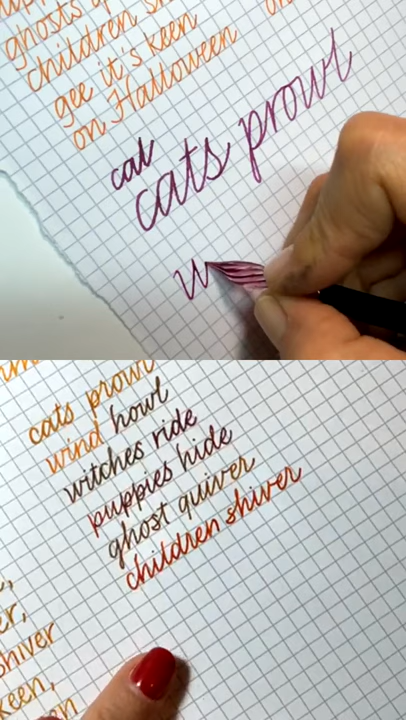 ghosts
children
gee it's keen
on Halloween
cal
cats prowl
w
cats prowl
wind howl
witches ride
puppies hide
ghost quiver
children shiver
shiver
keen,